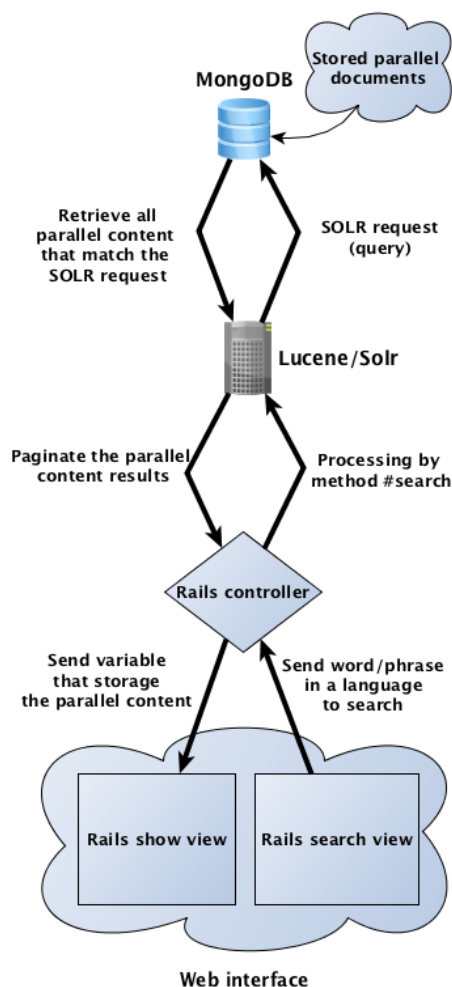 Stored parallel
documents
MongoDB
Retrieve all
parallel content
that match the
SOLR request
SOLR request
(query)
Lucene/Solr
Paginate the parallel
content results
Processing by
method #search
Rails controller
Send variable
that storage
the parallel content
Send word/phrase
in a language
to search
Rails show view
Rails search view
Web interface